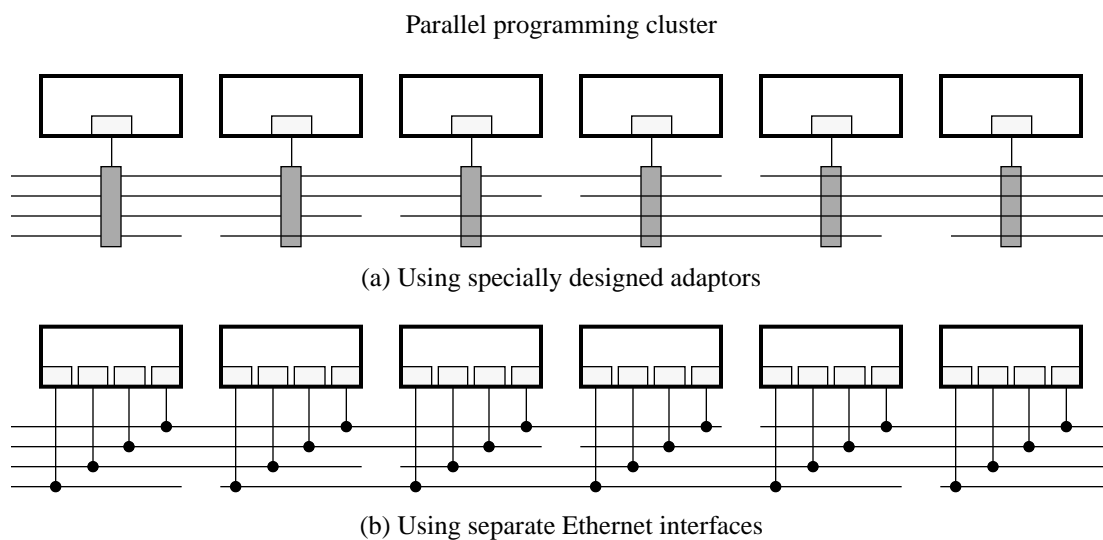 Parallel programming cluster
(a) Using specially designed adaptors
(b) Using separate Ethernet interfaces